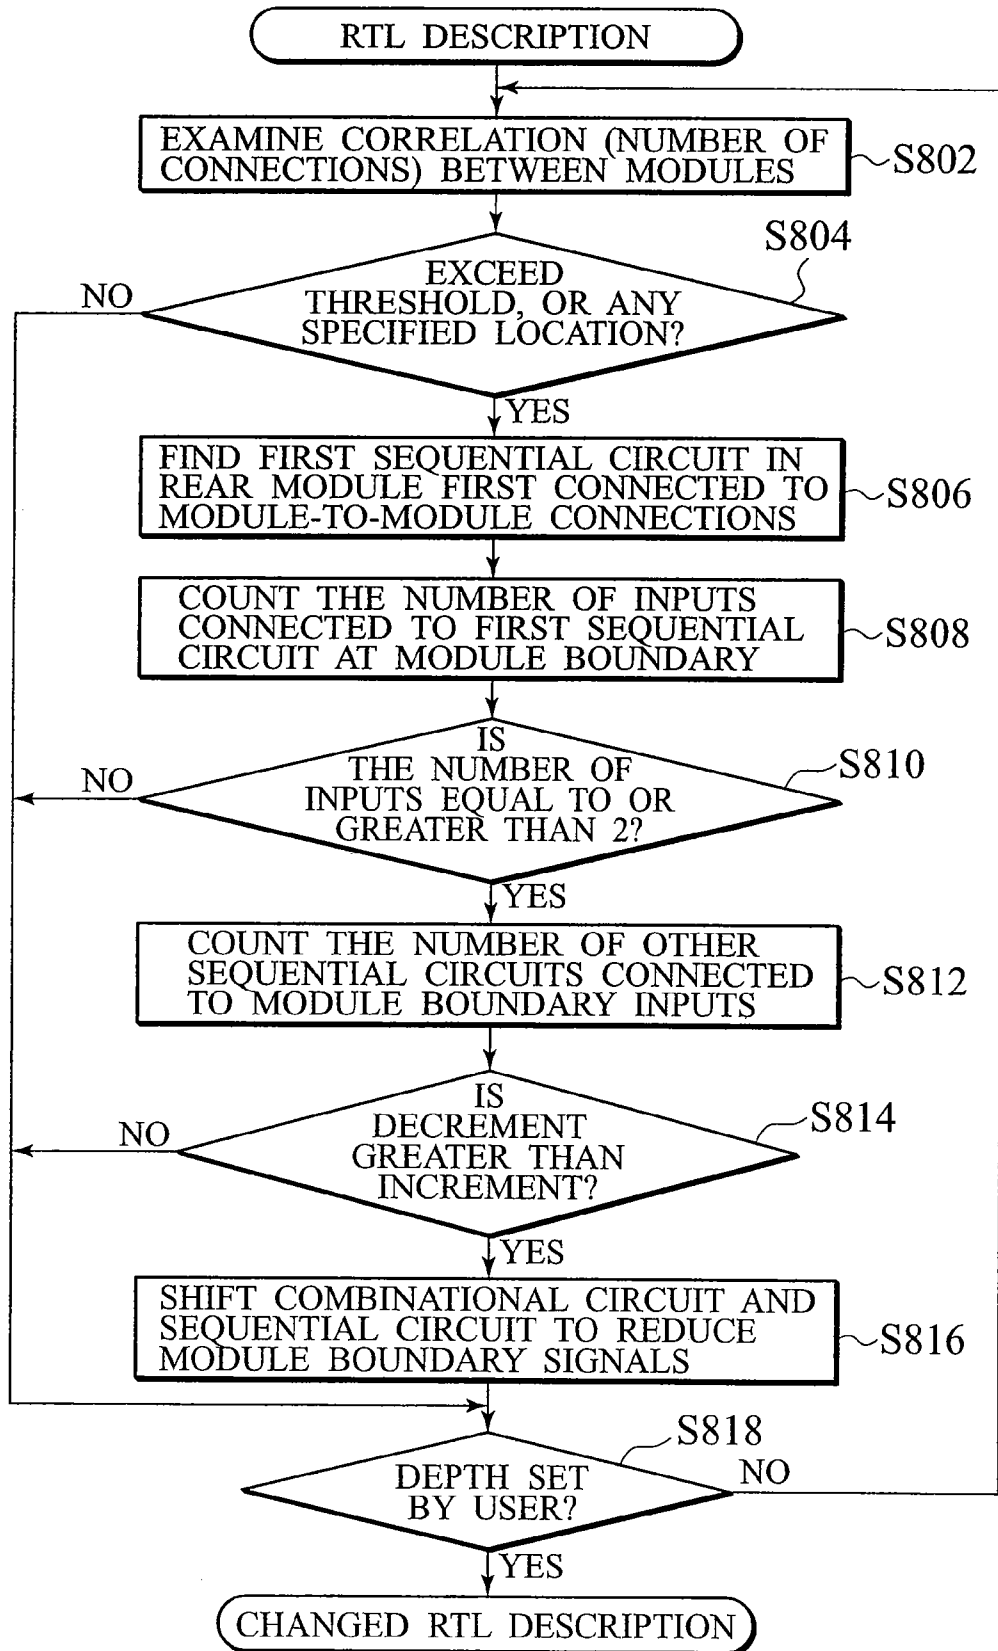 RTL DESCRIPTION
EXAMINE CORRELATION (NUMBER OF
CONNECTIONS) BETWEEN MODULES
S802
S804
EXCEED
THRESHOLD, OR ANY
SPECIFIED LOCATION?
NO
YES
FIND FIRST SEQUENTIAL CIRCUIT IN
REAR MODULE FIRST CONNECTED TO
MODULE-TO-MODULE CONNECTIONS
S806
COUNT THE NUMBER OF INPUTS
CONNECTED TO FIRST SEQUENTIAL
CIRCUIT AT MODULE BOUNDARY
S808
IS
THE NUMBER OF
INPUTS EQUAL TO OR
GREATER THAN 2?
S810
NO
YES
COUNT THE NUMBER OF OTHER
SEQUENTIAL CIRCUITS CONNECTED
TO MODULE BOUNDARY INPUTS
S812
IS
DECREMENT
GREATER THAN
INCREMENT?
S814
NO
YES
SHIFT COMBINATIONAL CIRCUIT AND
SEQUENTIAL CIRCUIT TO REDUCE
MODULE BOUNDARY SIGNALS
S816
S818
DEPTH SET
BY USER?
NO
YES
CHANGED RTL DESCRIPTION